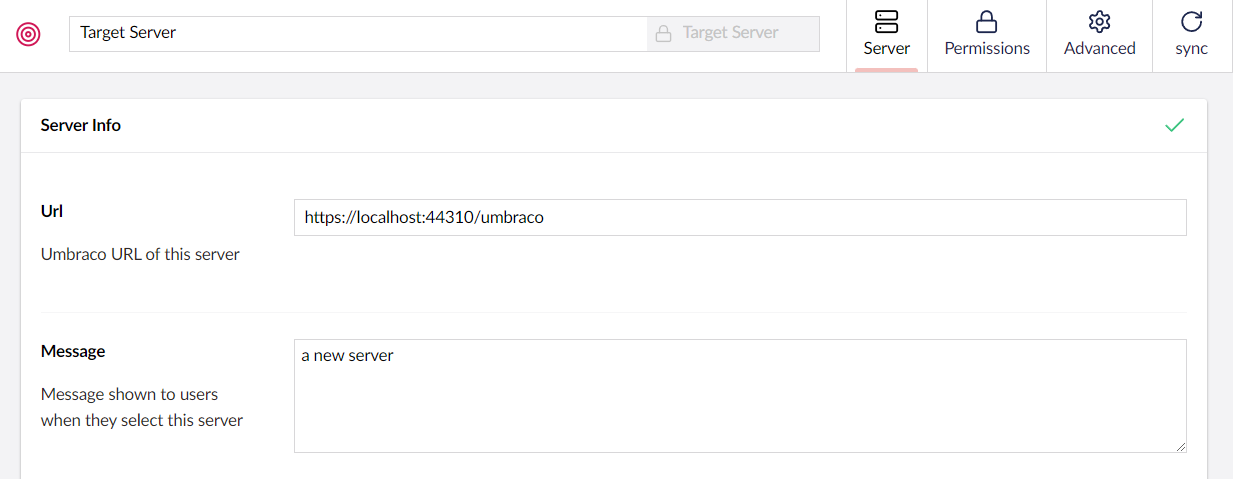 Target Server
Target Server
Server
Permissions
Advanced
sync
Server Info
Url
https://localhost:44310/umbraco
Umbraco URL of this server
Message
a new server
Message shown to users
when they select this server